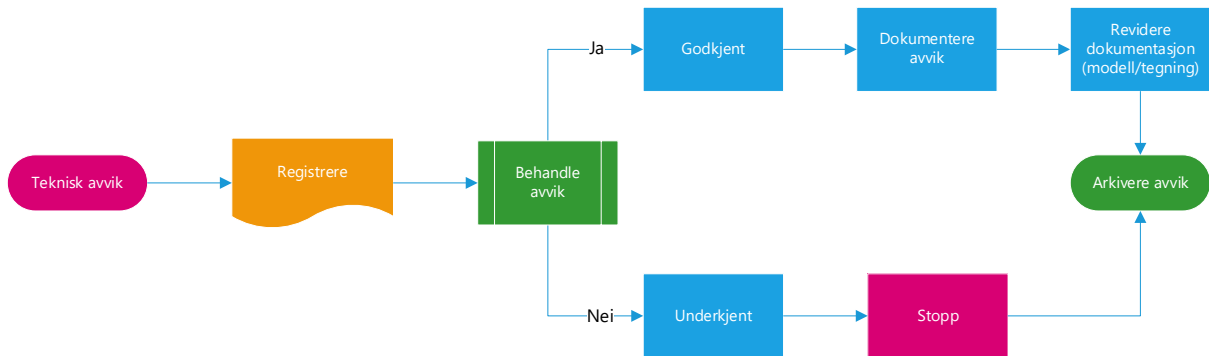 Teknisk avvik
Registrere
Behandle
avvik
Ja
Godkjent
Dokumentere
avvik
Revidere
dokumentasjon
(modell/tegning)
Arkivere avvik
Nei
Underkjent
Stopp